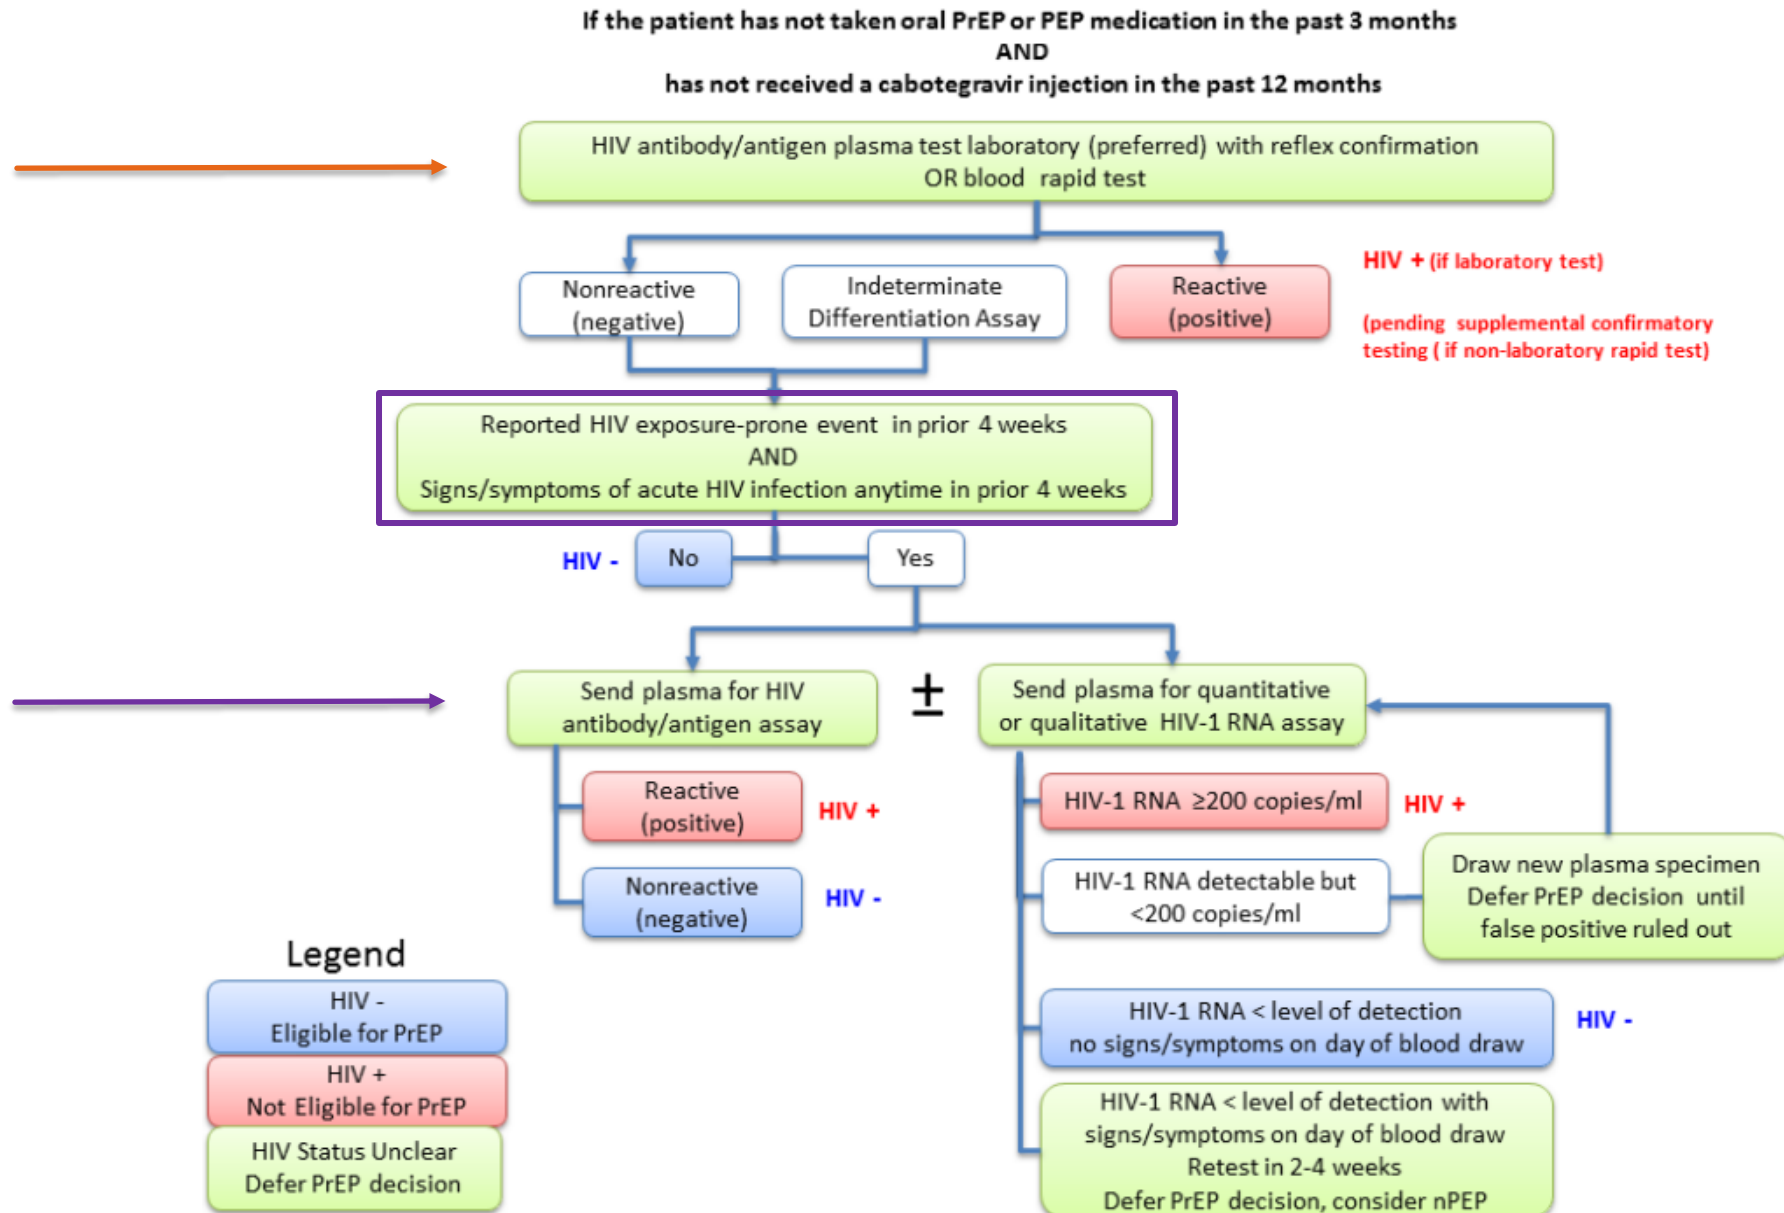 If the patient has not taken oral PrEP or PEP medication in the past 3 months
AND
has not received a cabotegravir injection in the past 12 months
HIV antibody/antigen plasma test laboratory (preferred) with reflex confirmation
OR blood rapid test
Nonreactive
(negative)
Indeterminate
Differentiation Assay
Reactive
(positive)
HIV + (if laboratory test)
(pending supplemental confirmatory
testing ( if non-laboratory rapid test)
Reported HIV exposure-prone event in prior 4 weeks
AND
Signs/symptoms of acute HIV infection anytime in prior 4 weeks
HIV -
No
Yes
Send plasma for HIV
antibody/antigen assay
±
Send plasma for quantitative
or qualitative HIV-1 RNA assay
Reactive
(positive)
HIV +
Nonreactive
(negative)
HIV -
HIV-1 RNA ≥200 copies/ml
HIV +
HIV-1 RNA detectable but
<200 copies/ml
Draw new plasma specimen
Defer PrEP decision until
false positive ruled out
HIV-1 RNA < level of detection
no signs/symptoms on day of blood draw
HIV -
HIV-1 RNA < level of detection with
signs/symptoms on day of blood draw
Retest in 2-4 weeks
Defer PrEP decision, consider nPEP
Legend
HIV -
Eligible for PrEP
HIV +
Not Eligible for PrEP
HIV Status Unclear
Defer PrEP decision